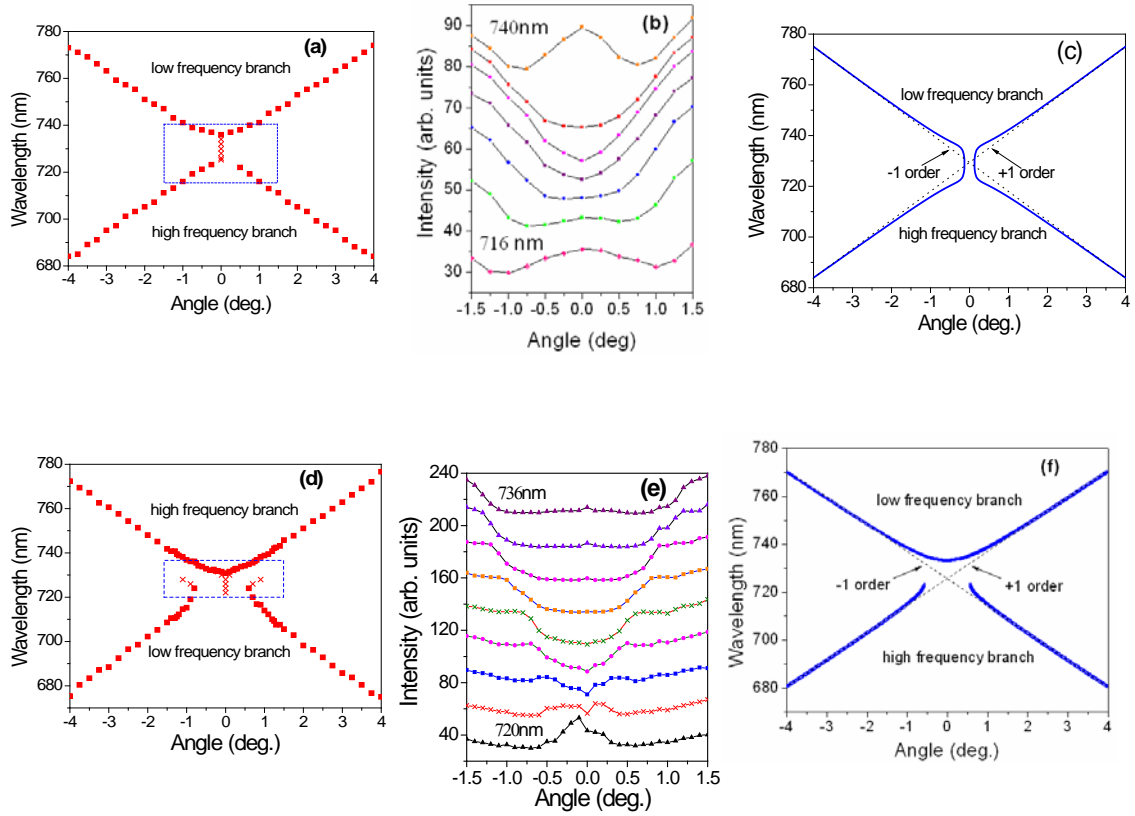 (a)
low frequency branch
high frequency branch
Wavelength (nm)
780
760
740
720
700
680
-4 -3 -2 -1 0 1 2 3 4
Angle (deg.)
(b)
740nm
716 nm
Intensity (arb. units)
90
80
70
60
50
40
30
-1.5 -1.0 -0.5 0.0 0.5 1.0 1.5
Angle (deg)
(c)
low frequency branch
-1 order
+1 order
high frequency branch
Wavelength (nm)
780
760
740
720
700
680
-4 -3 -2 -1 0 1 2 3 4
Angle (deg.)
(d)
high frequency branch
low frequency branch
Wavelength (nm)
780
760
740
720
700
680
-4 -3 -2 -1 0 1 2 3 4
Angle (deg.)
(e)
736nm
720nm
Intensity (arb. units)
240
200
160
120
80
40
-1.5 -1.0 -0.5 0.0 0.5 1.0 1.5
Angle (deg.)
(f)
low frequency branch
-1 order
+1 order
high frequency branch
Wavelength (nm)
780
760
740
720
700
680
-4 -3 -2 -1 0 1 2 3 4
Angle (deg.)